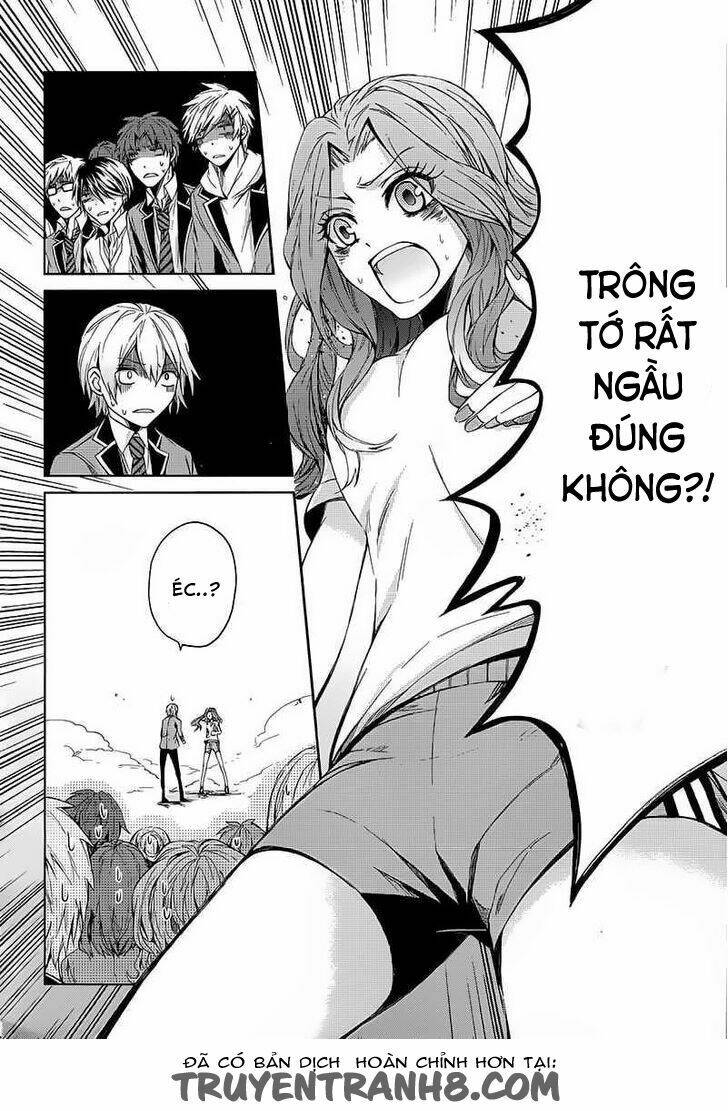 TRÔNG
TỚ RẤT
NGẦU
ĐÚNG
KHÔNG?!
ÉC..?
ĐÃ CÓ BẢN DỊCH HOÀN CHỈNH HƠN TẠI:
TRUYENTRANH8.COM